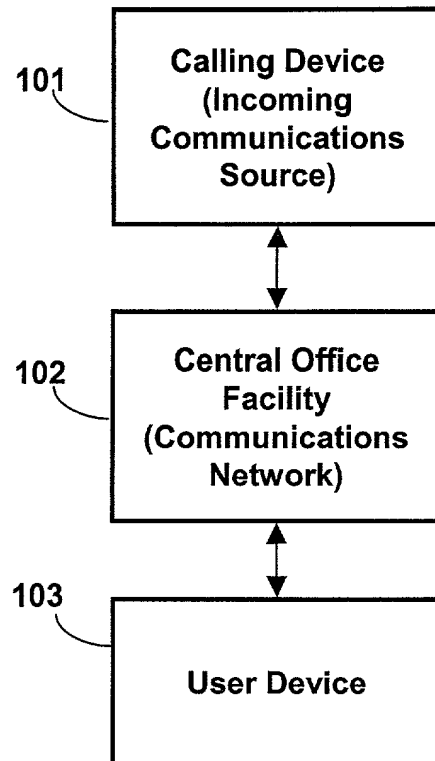 101
Calling Device
(Incoming
Communications
Source)
102
Central Office
Facility
(Communications
Network)
103
User Device